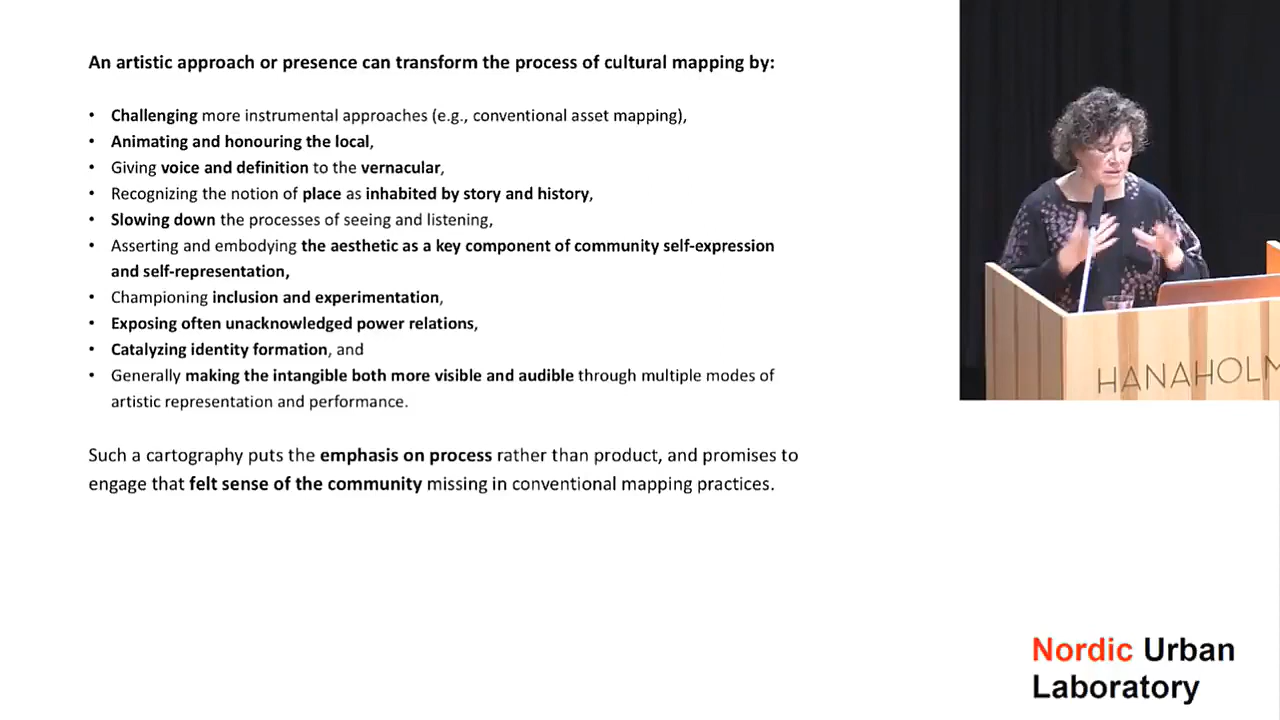 An artistic approach or presence can transform the process of cultural mapping by:
• Challenging more instrumental approaches (e.g., conventional asset mapping),
• Animating and honouring the local,
• Giving voice and definition to the vernacular,
• Recognizing the notion of place as inhabited by story and history,
• Slowing down the processes of seeing and listening,
• Asserting and embodying the aesthetic as a key component of community self-expression
and self-representation,
• Championing inclusion and experimentation,
• Exposing often unacknowledged power relations,
• Catalyzing identity formation, and
• Generally making the intangible both more visible and audible through multiple modes of
artistic representation and performance.
Such a cartography puts the emphasis on process rather than product, and promises to
engage that felt sense of the community missing in conventional mapping practices.
HANAHOLM
Nordic Urban
Laboratory